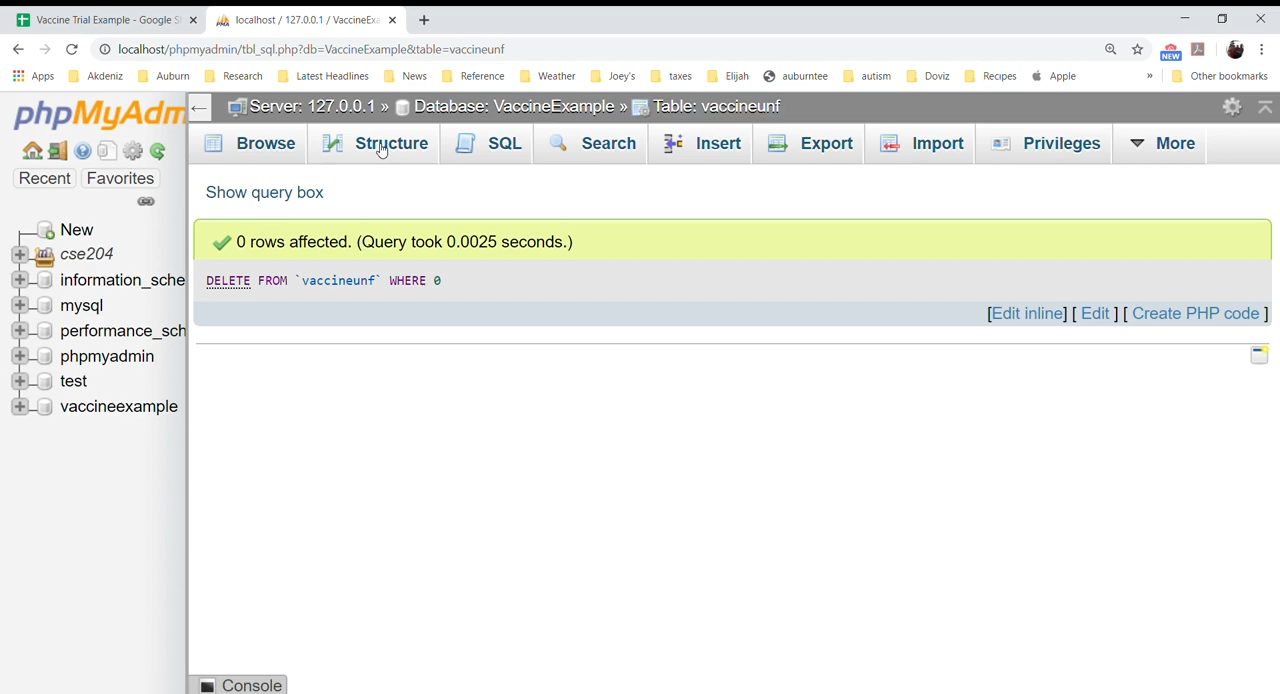 Vaccine Trial Example - Google S
localhost / 127.0.0.1 / VaccineExa
localhost/phpmyadmin/tbl_sql.php?db=VaccineExample&table=vaccineunf
NEW
Apps Akdeniz Auburn Research Latest Headlines News Reference Weather Joey's taxes Elijah auburntee autism Doviz Recipes Apple » Other bookmarks
phpMyAdm
Recent Favorites
New
cse204
information_sche
mysql
performance_sch
phpmyadmin
test
vaccineexample
Server: 127.0.0.1 » Database: VaccineExample » Table: vaccineunf
Browse Structure SQL Search Insert Export Import Privileges More
Show query box
0 rows affected. (Query took 0.0025 seconds.)
DELETE FROM `vaccineunf` WHERE 0
[Edit inline] [ Edit ] [ Create PHP code ]
Console